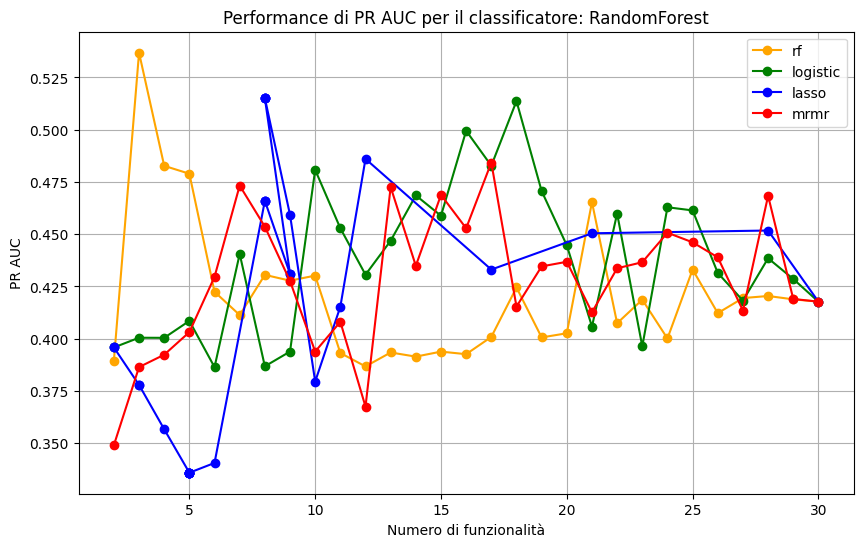 Performance di PR AUC per il classificatore: RandomForest
rf
logistic
lasso
mrmr
PR AUC
0.525
0.500
0.475
0.450
0.425
0.400
0.375
0.350
5 10 15 20 25 30
Numero di funzionalità